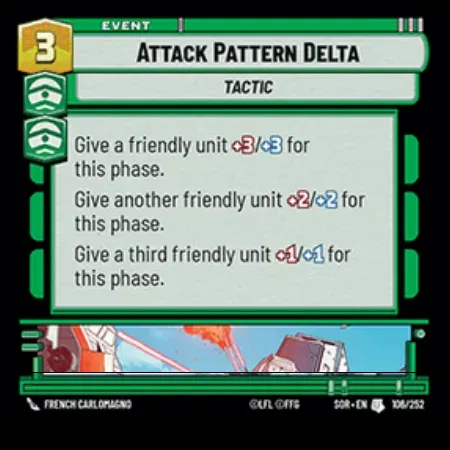 EVENT
3
ATTACK PATTERN DELTA
TACTIC
Give a friendly unit +3/+3 for
this phase.
Give another friendly unit +2/+2 for
this phase.
Give a third friendly unit +1/+1 for
this phase.
FRENCH CARLOMAGNO
©LFL ©FFG
SOR • EN
106/252